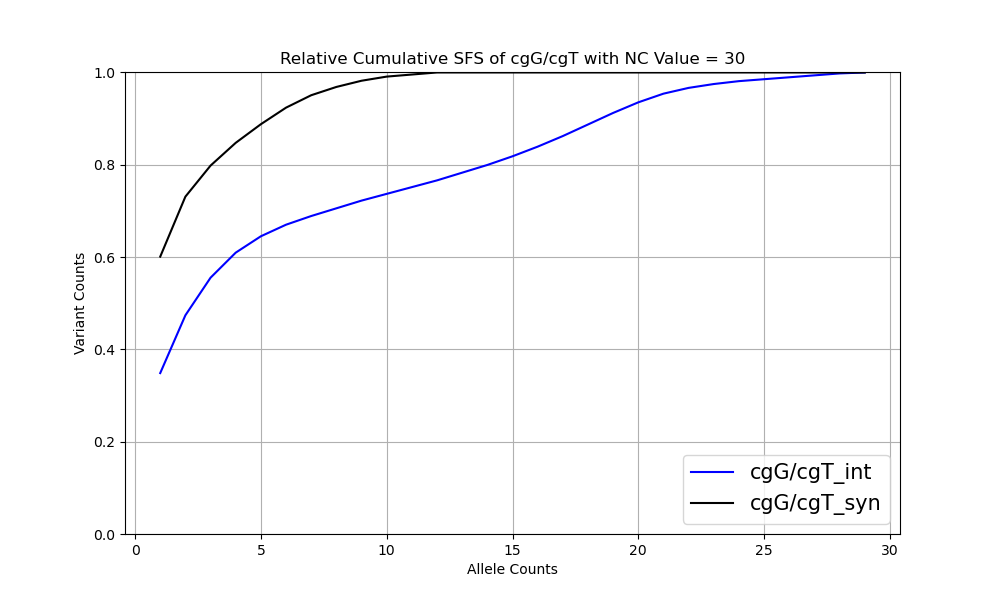 Relative Cumulative SFS of cgG/cgT with NC Value = 30
1.0
0.8
0.6
0.4
0.2
0.0
Variant Counts
0 5 10 15 20 25 30
Allele Counts
cgG/cgT_int
cgG/cgT_syn